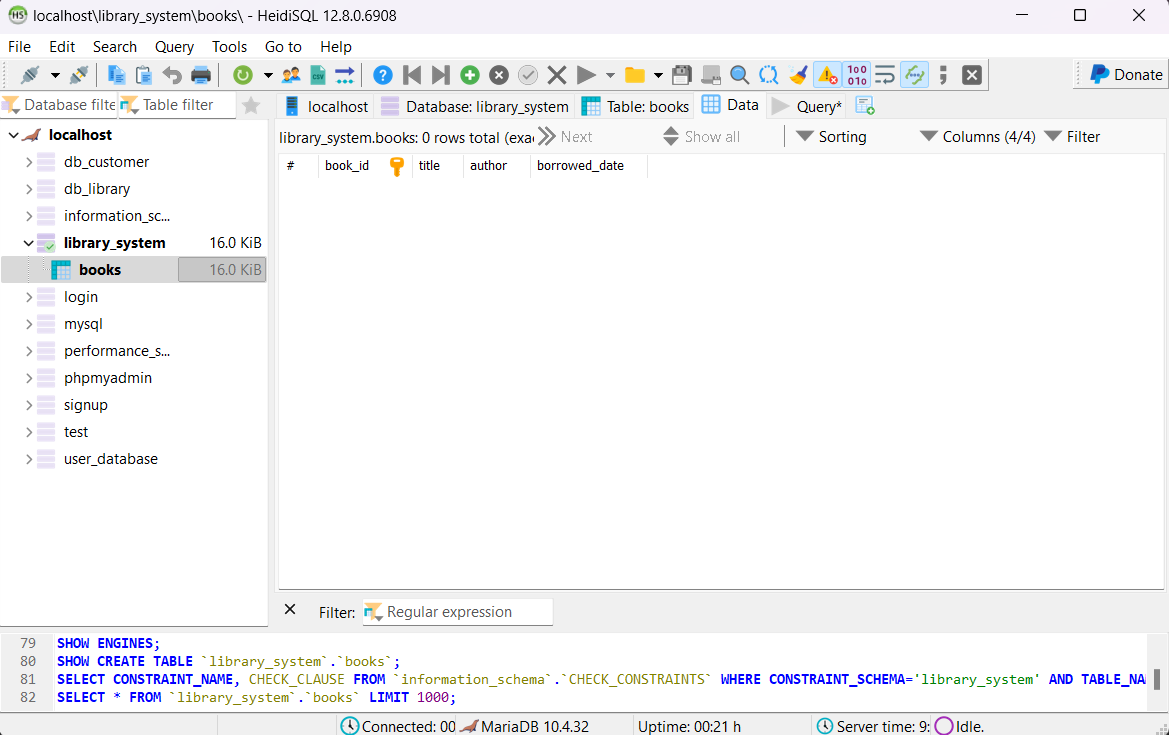 localhost\library_system\books\ - HeidiSQL 12.8.0.6908
File Edit Search Query Tools Go to Help
Donate
Database filte Table filter
localhost Database: library_system Table: books Data Query*
localhost
db_customer
db_library
information_sc...
library_system 16.0 KiB
books 16.0 KiB
login
mysql
performance_s...
phpmyadmin
signup
test
user_database
library_system.books: 0 rows total (exac Next Show all Sorting Columns (4/4) Filter
# book_id title author borrowed_date
Filter: Regular expression
79 SHOW ENGINES;
80 SHOW CREATE TABLE `library_system`.`books`;
81 SELECT CONSTRAINT_NAME, CHECK_CLAUSE FROM `information_schema`.`CHECK_CONSTRAINTS` WHERE CONSTRAINT_SCHEMA='library_system' AND TABLE_NA
82 SELECT * FROM `library_system`.`books` LIMIT 1000;
Connected: 00 MariaDB 10.4.32 Uptime: 00:21 h Server time: 9: Idle.